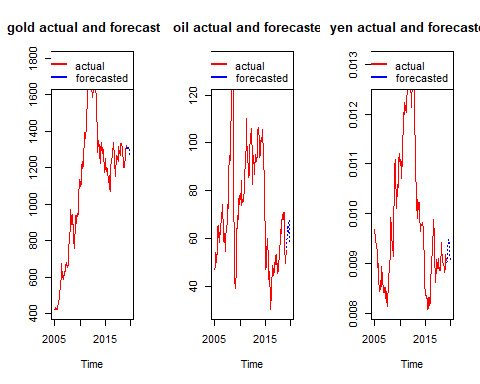 gold actual and forecast
oil actual and forecaste
yen actual and forecaste
actual
forecasted
400 600 800 1000 1200 1400 1600 1800
2005 2015
Time
actual
forecasted
40 60 80 100 120
2005 2015
Time
actual
forecasted
0.008 0.009 0.010 0.011 0.012 0.013
2005 2015
Time